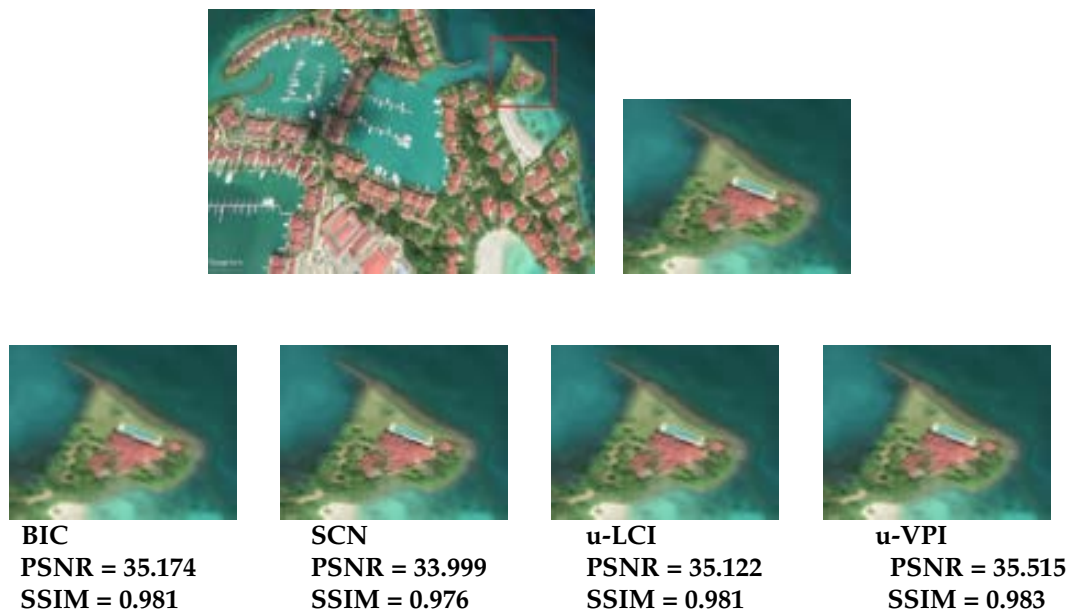 BIC
PSNR = 35.174
SSIM = 0.981
SCN
PSNR = 33.999
SSIM = 0.976
u-LCI
PSNR = 35.122
SSIM = 0.981
u-VPI
PSNR = 35.515
SSIM = 0.983